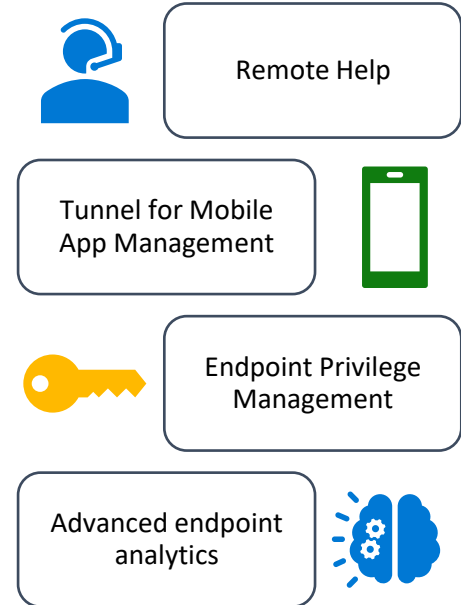 Remote Help
Tunnel for Mobile
App Management
Endpoint Privilege
Management
Advanced endpoint
analytics